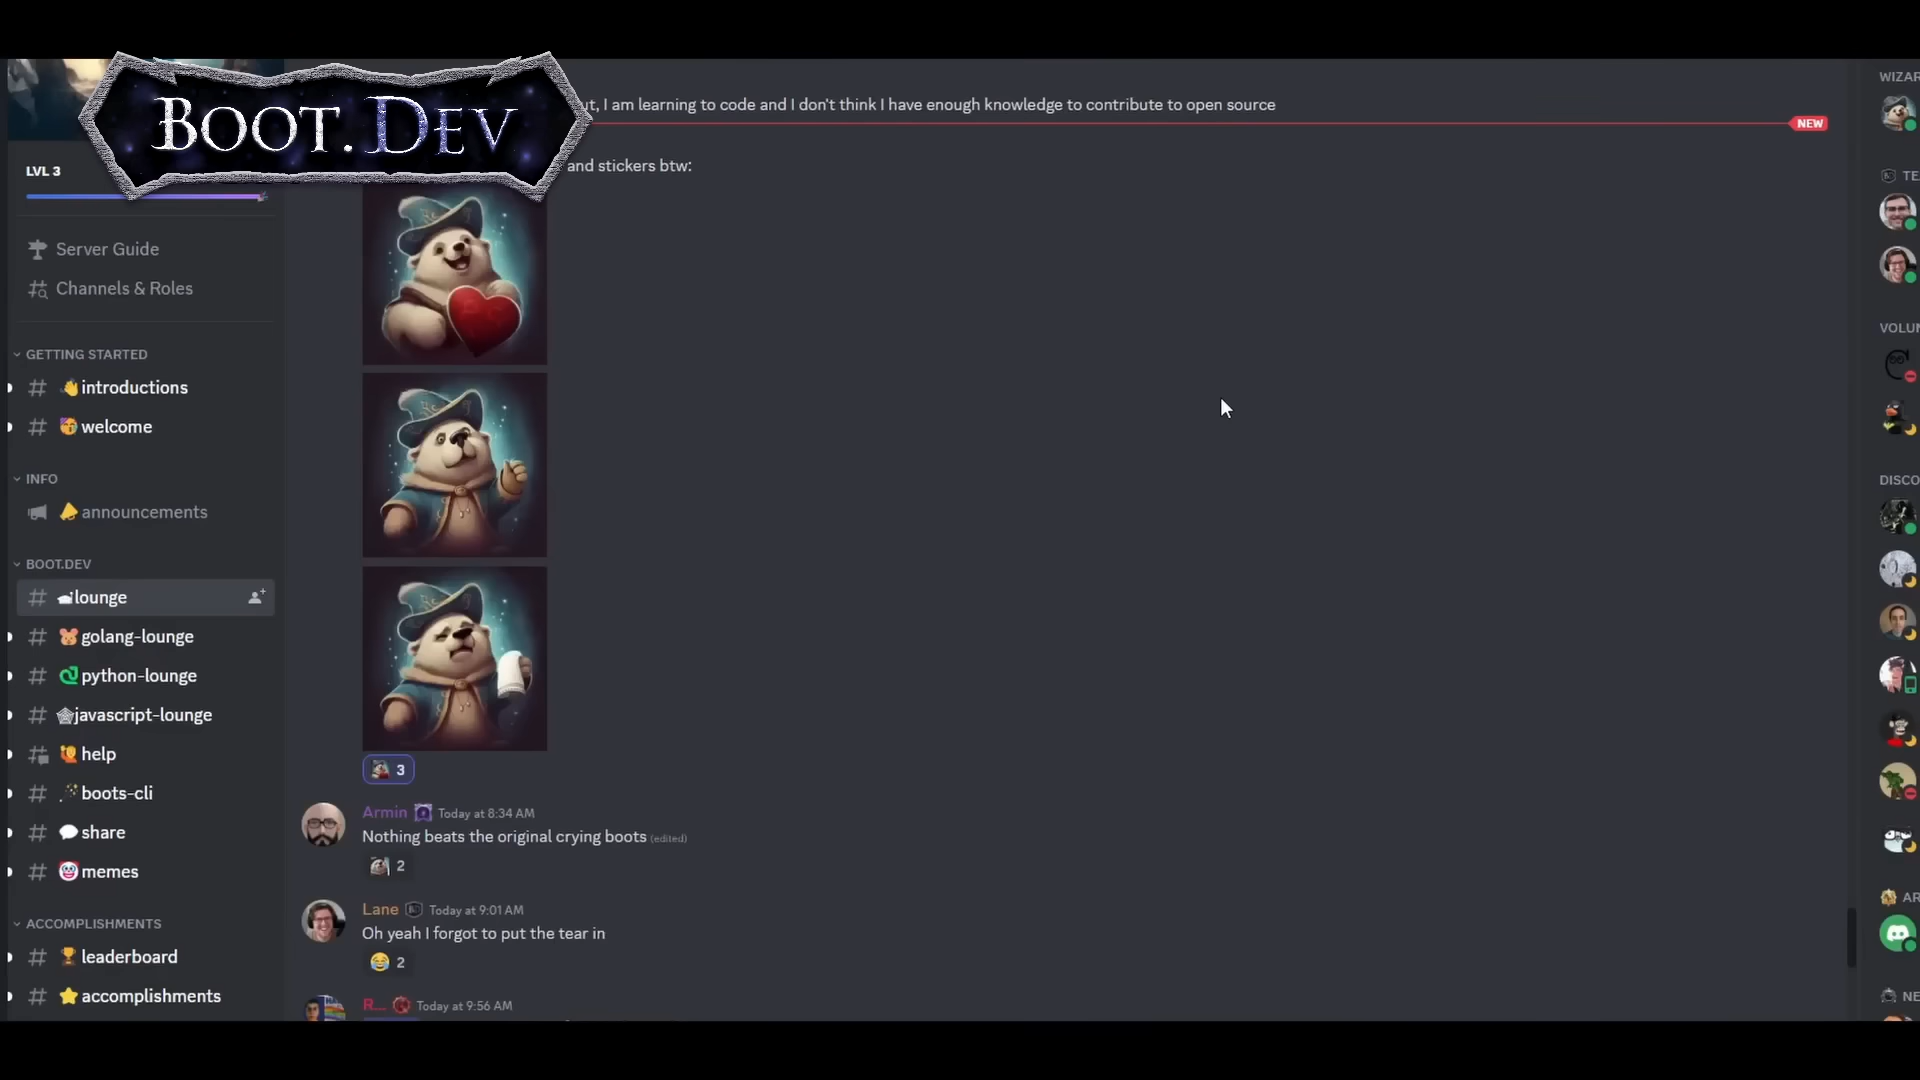 BOOT.DEV
LVL 3
Server Guide
Channels & Roles
GETTING STARTED
introductions
welcome
INFO
announcements
BOOT.DEV
lounge
golang-lounge
python-lounge
javascript-lounge
help
boots-cli
share
memes
ACCOMPLISHMENTS
leaderboard
accomplishments
I am learning to code and I don't think I have enough knowledge to contribute to open source
NEW
and stickers btw:
3
Armin Today at 8:34 AM
Nothing beats the original crying boots (edited)
2
Lane Today at 9:01 AM
Oh yeah I forgot to put the tear in
2
R... Today at 9:56 AM
WIZAR
TE
VOLUN
DISCO
AR
NE